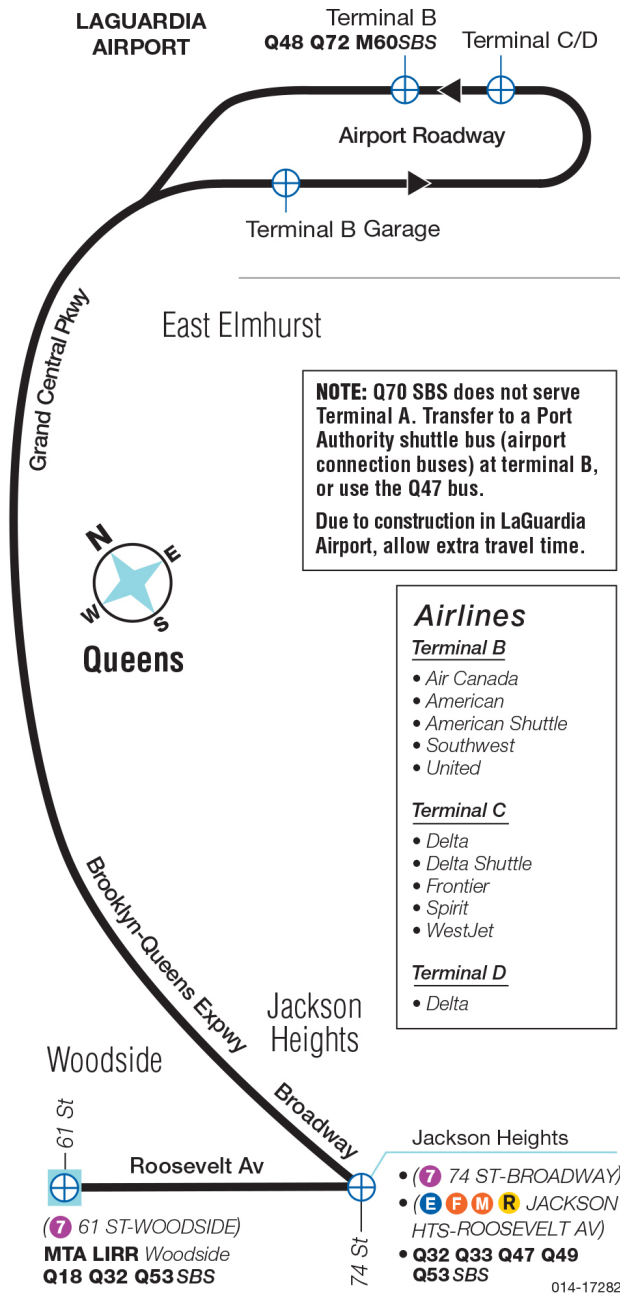 LAGUARDIA
AIRPORT
Terminal B
Q48 Q72 M60SBS
Terminal C/D
Airport Roadway
Terminal B Garage
Grand Central Pkwy
East Elmhurst
NOTE: Q70 SBS does not serve
Terminal A. Transfer to a Port
Authority shuttle bus (airport
connection buses) at terminal B,
or use the Q47 bus.
Due to construction in LaGuardia
Airport, allow extra travel time.
N
E
W
S
Queens
Airlines
Terminal B
• Air Canada
• American
• American Shuttle
• Southwest
• United
Terminal C
• Delta
• Delta Shuttle
• Frontier
• Spirit
• WestJet
Terminal D
• Delta
Brooklyn-Queens Expwy
Jackson
Heights
Woodside
Broadway
61 St
Roosevelt Av
(7 61 ST-WOODSIDE)
MTA LIRR Woodside
Q18 Q32 Q53SBS
74 St
Jackson Heights
• (7 74 ST-BROADWAY)
• (E F M R JACKSON
HTS-ROOSEVELT AV)
• Q32 Q33 Q47 Q49
Q53 SBS
014-17282